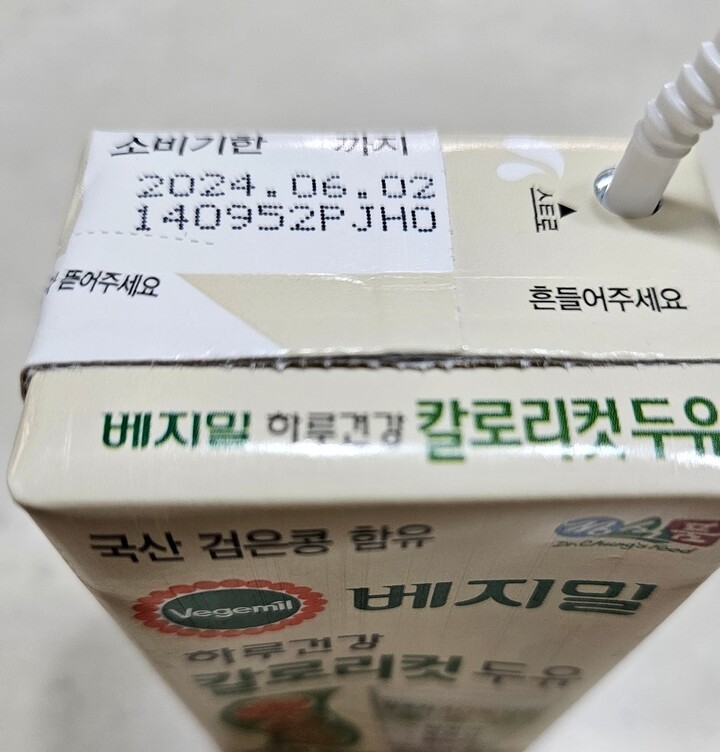 소비기한 까지
2024.06.02
140952PJH0
스트로
뜯어주세요
흔들어주세요
베지밀 하루건강 칼로리컷 두유
국산 검은콩 함유
정식품
Dr.Chung's Food
Vegemil
베지밀
하루건강
칼로리컷 두유